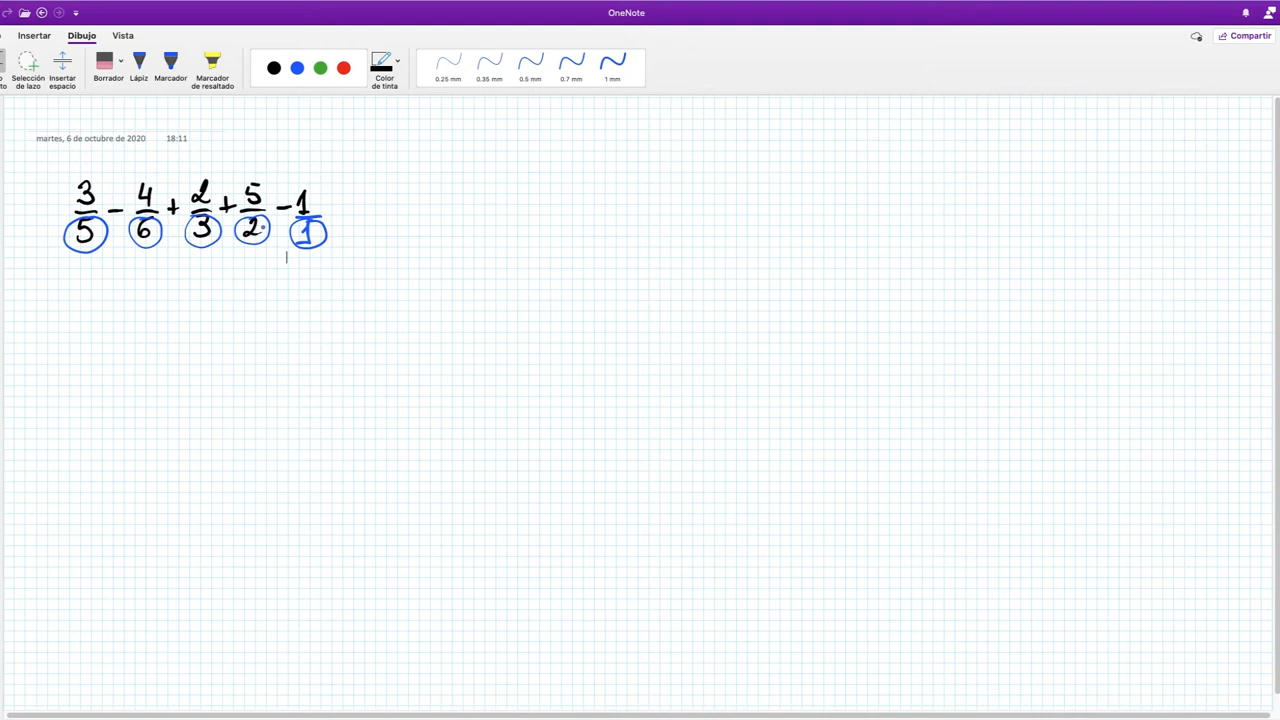 OneNote
Insertar Dibujo Vista Compartir
Selección de lazo
Insertar espacio
Borrador
Lápiz
Marcador
Marcador de resaltado
Color de tinta
0.25 mm 0.35 mm 0.5 mm 0.7 mm 1 mm
martes, 6 de octubre de 2020 18:11
3/5 - 4/6 + 2/3 + 5/2 - 1/1